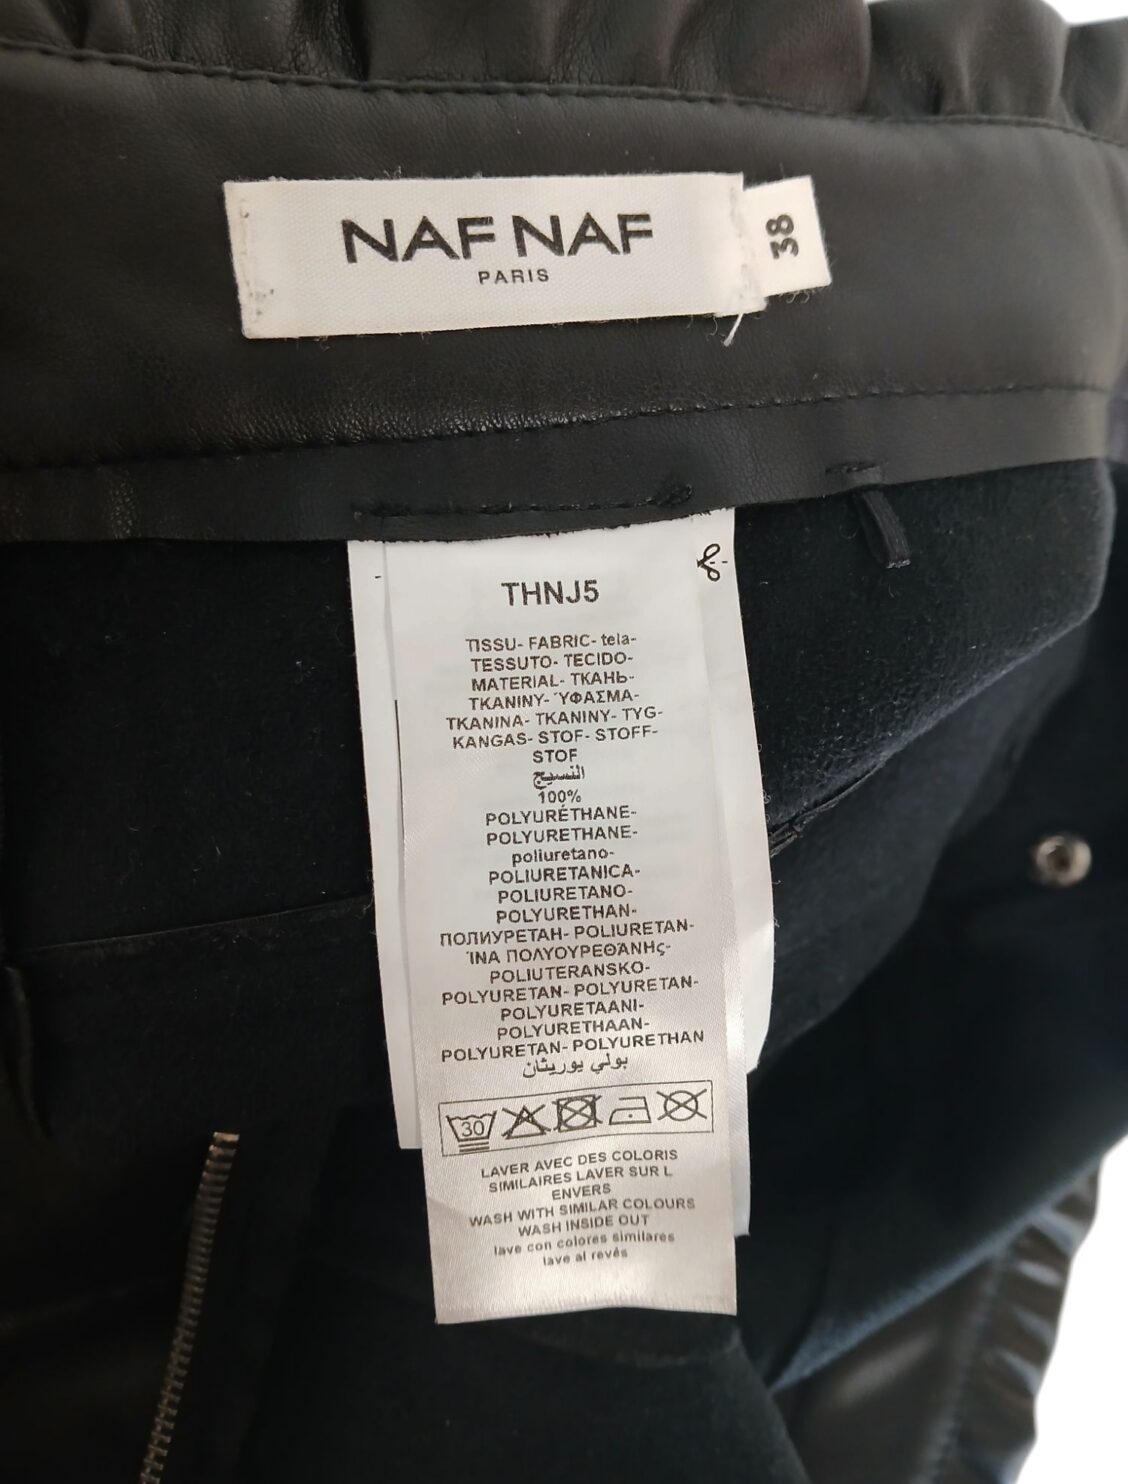 NAF NAF
PARIS
38
THNJ5
TISSU- FABRIC- tela-
TESSUTO- TECIDO-
MATERIAL- ТКАНЬ-
TKANINY- ΎΦΑΣΜΑ-
TKANINA- TKANINY- TYG-
KANGAS- STOF- STOFF-
STOF
النسيج
100%
POLYURÉTHANE-
POLYURETHANE-
poliuretano-
POLIURETANICA-
POLIURETANO-
POLYURETHAN-
ПОЛИУРЕТАН- POLIURETAN-
ΊΝΑ ΠΟΛΥΟΥΡΕΘΆΝΗς-
POLIUTERANSKO-
POLYURETAN- POLYURETAN-
POLYURETAANI-
POLYURETHAAN-
POLYURETAN- POLYURETHAN
بولي يوريثان
30
LAVER AVEC DES COLORIS
SIMILAIRES LAVER SUR L
ENVERS
WASH WITH SIMILAR COLOURS
WASH INSIDE OUT
lave con colores similares
lave al revés